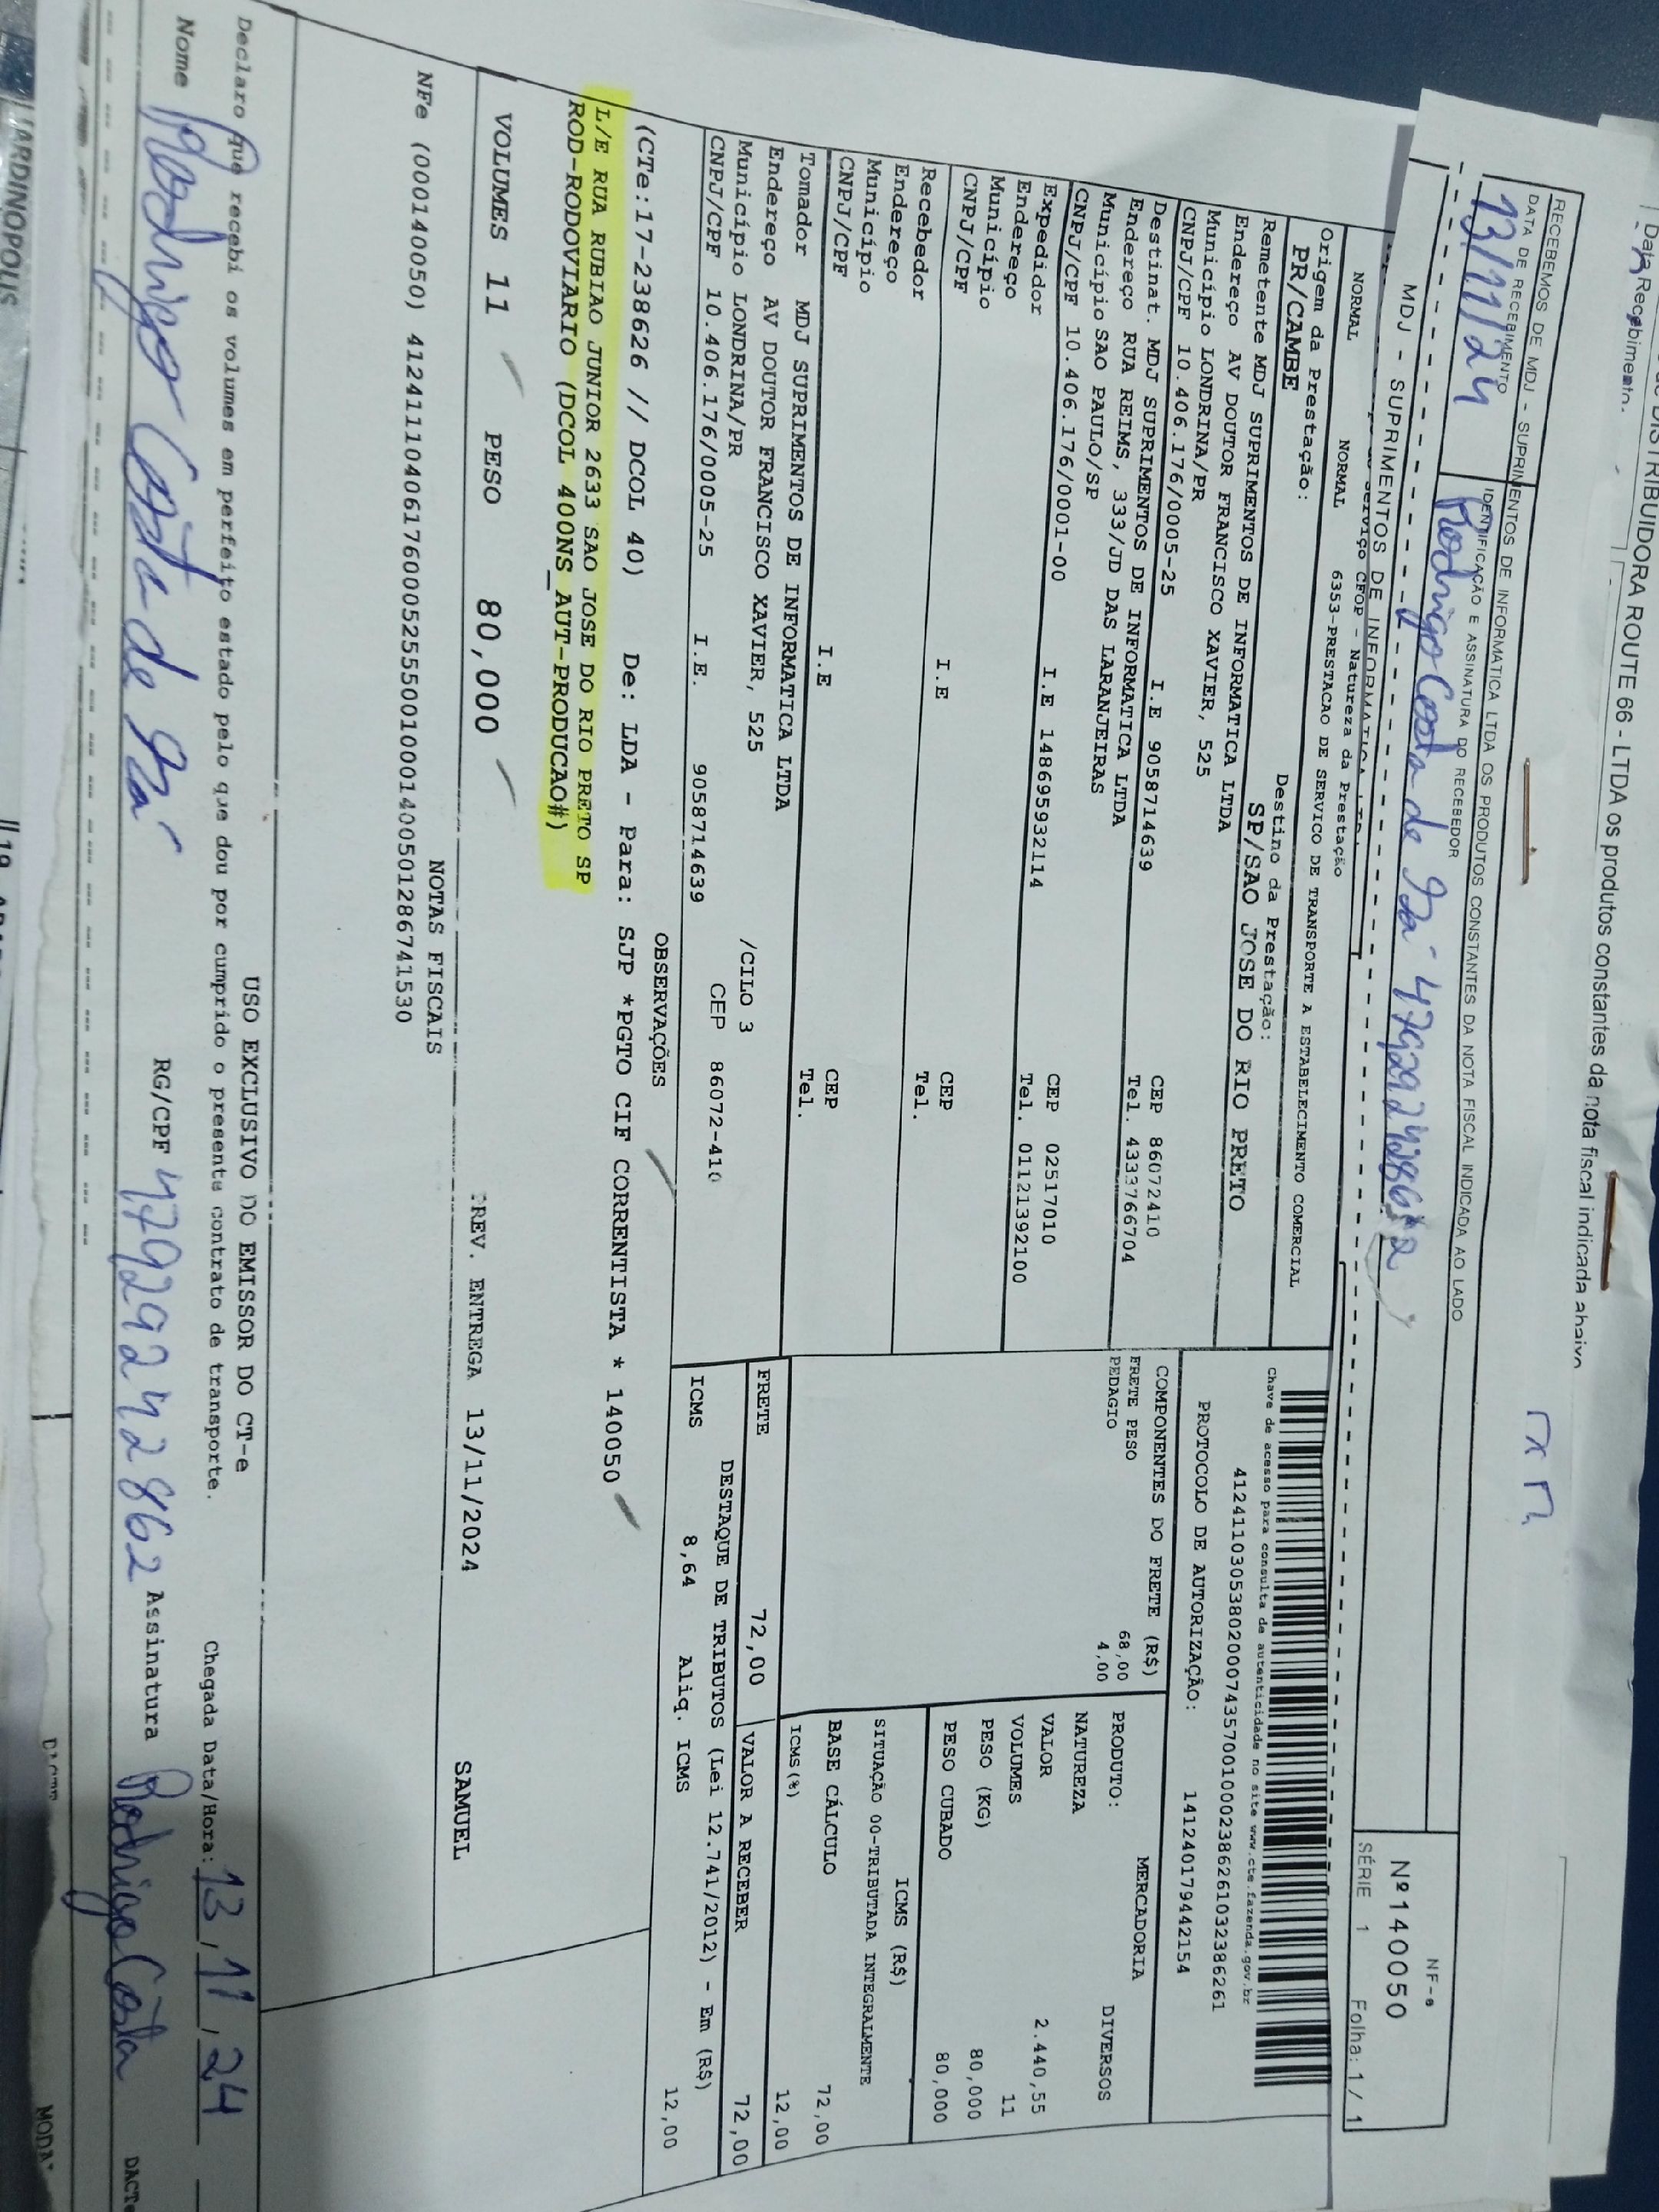 Data Recebimento.
DISTRIBUIDORA ROUTE 66 - LTDA os produtos constantes da nota fiscal indicada abaixo
RECEBEMOS DE MDJ - SUPRIMENTOS DE INFORMATICA LTDA OS PRODUTOS CONSTANTES DA NOTA FISCAL INDICADA AO LADO
DATA DE RECEBIMENTO
IDENTIFICAÇÃO E ASSINATURA DO RECEBEDOR
13/11/24
Rodrigo Costa de Sá
NF-e
Nº 140050
SÉRIE 1 Folha: 1 / 1
MDJ - SUPRIMENTOS DE INFORMATICA
NORMAL
NORMAL
CFOP - Natureza da Prestação
6353-PRESTACAO DE SERVICO DE TRANSPORTE A ESTABELECIMENTO COMERCIAL
Origem da Prestação:
PR/CAMBE
Destino da Prestação:
SP/SAO JOSE DO RIO PRETO
Remetente MDJ SUPRIMENTOS DE INFORMATICA LTDA
Endereço AV DOUTOR FRANCISCO XAVIER, 525
Município LONDRINA/PR CEP 86072410
CNPJ/CPF 10.406.176/0005-25 I.E 9058714639 Tel. 4333766704
Destinat. MDJ SUPRIMENTOS DE INFORMATICA LTDA
Endereço RUA REIMS, 333/JD DAS LARANJEIRAS
Município SAO PAULO/SP CEP 02517010
CNPJ/CPF 10.406.176/0001-00 I.E 148695932114 Tel. 01121392100
Expedidor
Endereço
Município CEP
CNPJ/CPF I.E Tel.
Recebedor
Endereço
Município CEP
CNPJ/CPF I.E Tel.
Tomador MDJ SUPRIMENTOS DE INFORMATICA LTDA
Endereço AV DOUTOR FRANCISCO XAVIER, 525 /CILO 3
Município LONDRINA/PR CEP 86072-410
CNPJ/CPF 10.406.176/0005-25 I.E. 9058714639
Chave de acesso para consulta de autenticidade no site www.cte.fazenda.gov.br
41241103053802000743570010002386261032386261
PROTOCOLO DE AUTORIZAÇÃO: 141240179442154
COMPONENTES DO FRETE (R$)
FRETE PESO 68,00
PEDAGIO 4,00
MERCADORIA
PRODUTO: DIVERSOS
NATUREZA
VALOR 2.440,55
VOLUMES 11
PESO (KG) 80,000
PESO CUBADO 80,000
ICMS (R$)
SITUAÇÃO 00-TRIBUTADA INTEGRALMENTE
BASE CÁLCULO 72,00
ICMS(%) 12,00
FRETE 72,00
VALOR A RECEBER 72,00
DESTAQUE DE TRIBUTOS (Lei 12.741/2012) - Em (R$)
ICMS 8,64 Aliq. ICMS 12,00
OBSERVAÇÕES
(CTe:17-238626 // DCOL 40) De: LDA - Para: SJP *PGTO CIF CORRENTISTA * 140050
L/E RUA RUBIAO JUNIOR 2633 SAO JOSE DO RIO PRETO SP
ROD-RODOVIARIO (DCOL 400NS_AUT-PRODUCAO#)
VOLUMES 11 PESO 80,000 PREV. ENTREGA 13/11/2024 SAMUEL
NOTAS FISCAIS
NFe (000140050) 41241110406176000525550010001400501286741530
USO EXCLUSIVO DO EMISSOR DO CT-e
Declaro que recebi os volumes em perfeito estado pelo que dou por cumprido o presente contrato de transporte.
Chegada Data/Hora: 13/11/24
Nome Rodrigo Costa de Sá RG/CPF 47929242862 Assinatura Rodrigo Costa
JARDINOPOLIS
DACTE